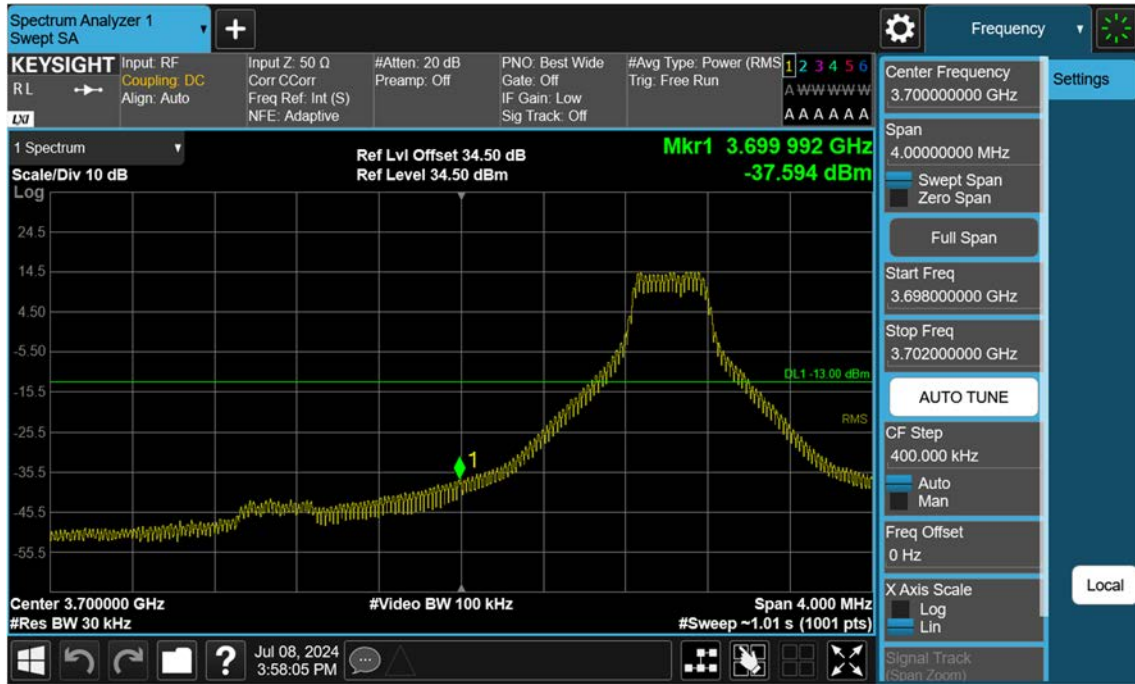 Spectrum Analyzer 1
Swept SA
Frequency
KEYSIGHT
R L
LXI
Input: RF
Coupling: DC
Align: Auto
Input Z: 50 Ω
Corr CCorr
Freq Ref: Int (S)
NFE: Adaptive
#Atten: 20 dB
Preamp: Off
PNO: Best Wide
Gate: Off
IF Gain: Low
Sig Track: Off
#Avg Type: Power (RMS
Trig: Free Run
1 2 3 4 5 6
A W W W W W
A A A A A A
1 Spectrum
Scale/Div 10 dB
Ref Lvl Offset 34.50 dB
Ref Level 34.50 dBm
Mkr1 3.699 992 GHz
-37.594 dBm
Log
24.5
14.5
4.50
-5.50
-15.5
-25.5
-35.5
-45.5
-55.5
DL1 -13.00 dBm
RMS
1
Center 3.700000 GHz
#Res BW 30 kHz
#Video BW 100 kHz
Span 4.000 MHz
#Sweep ~1.01 s (1001 pts)
Center Frequency
3.700000000 GHz
Span
4.00000000 MHz
Swept Span
Zero Span
Full Span
Start Freq
3.698000000 GHz
Stop Freq
3.702000000 GHz
AUTO TUNE
CF Step
400.000 kHz
Auto
Man
Freq Offset
0 Hz
X Axis Scale
Log
Lin
Signal Track
(Span Zoom)
Settings
Local
?
Jul 08, 2024
3:58:05 PM